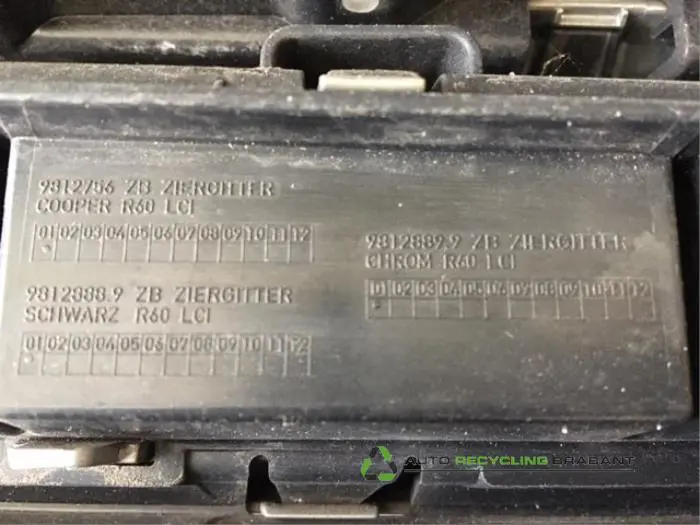 9812756 ZB ZIERGITTER
COOPER R60 LCI
01 02 03 04 05 06 07 08 09 10 11 12
9812888.9 ZB ZIERGITTER
SCHWARZ R60 LCI
01 02 03 04 05 06 07 08 09 10 11 12
9812889.9 ZB ZIERGITTER
CHROM R60 LCI
01 02 03 04 05 06 07 08 09 10 11 12
AUTO RECYCLING BRABANT